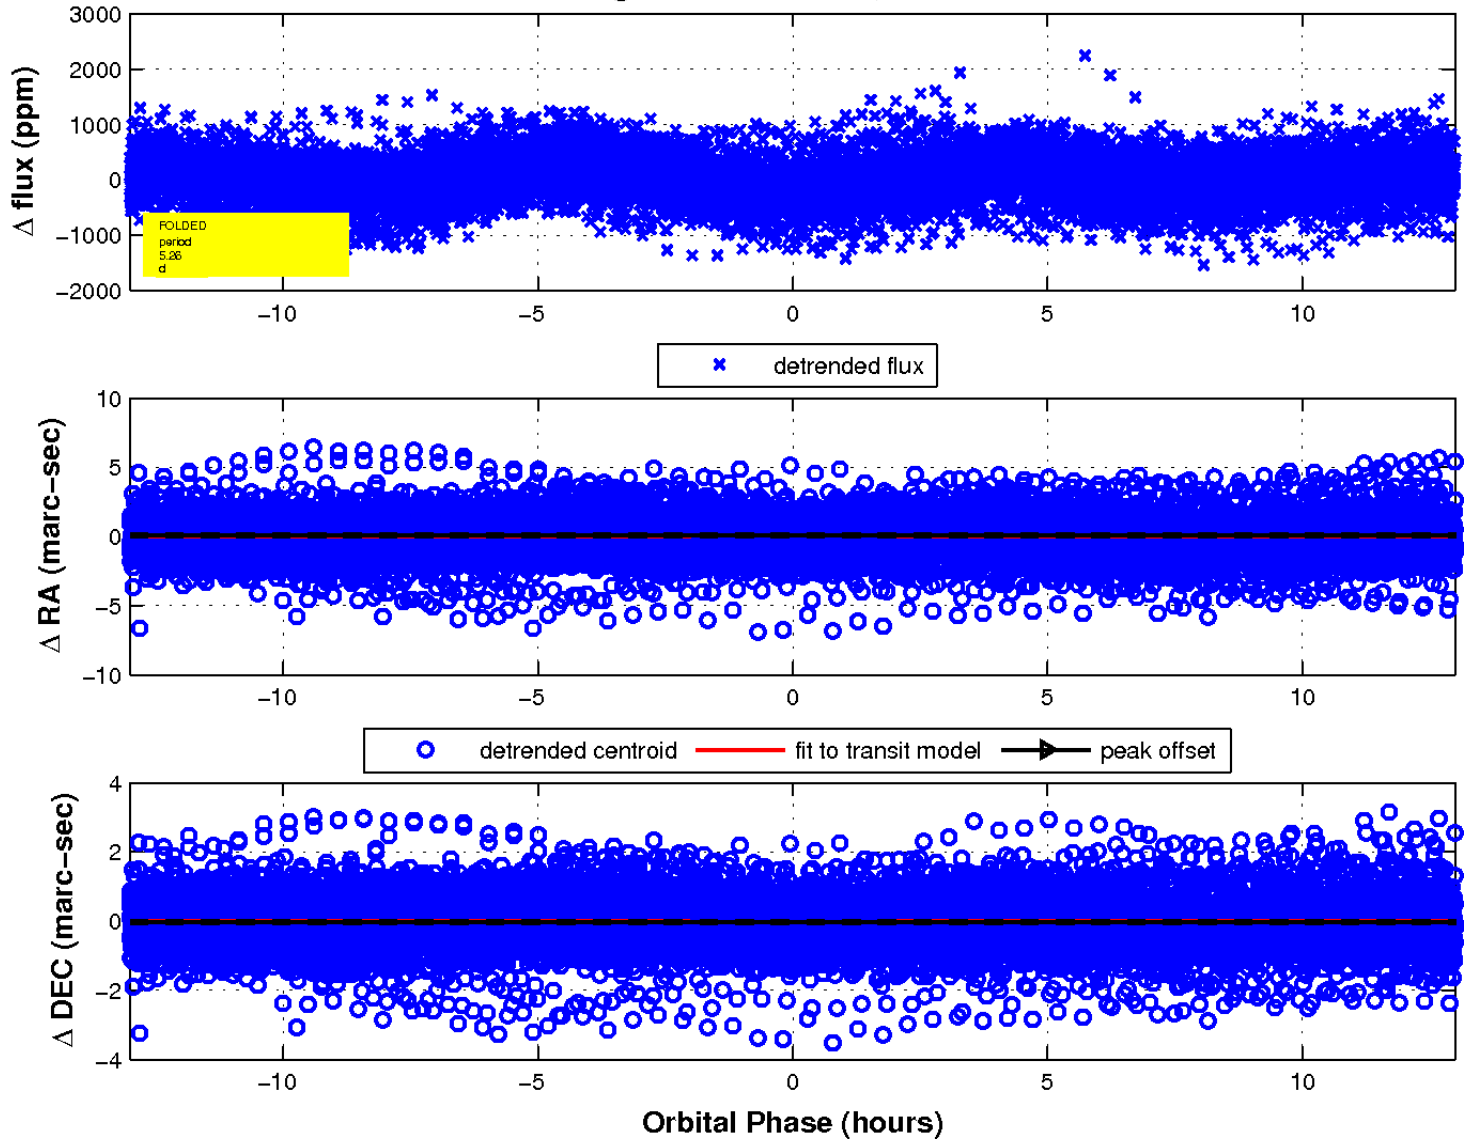 3000
2000
1000
0
−1000
−2000
Δ flux (ppm)
FOLDED
period
5.26
d
−10 −5 0 5 10
detrended flux
10
5
0
−5
−10
Δ RA (marc−sec)
−10 −5 0 5 10
detrended centroid fit to transit model peak offset
4
2
0
−2
−4
Δ DEC (marc−sec)
−10 −5 0 5 10
Orbital Phase (hours)